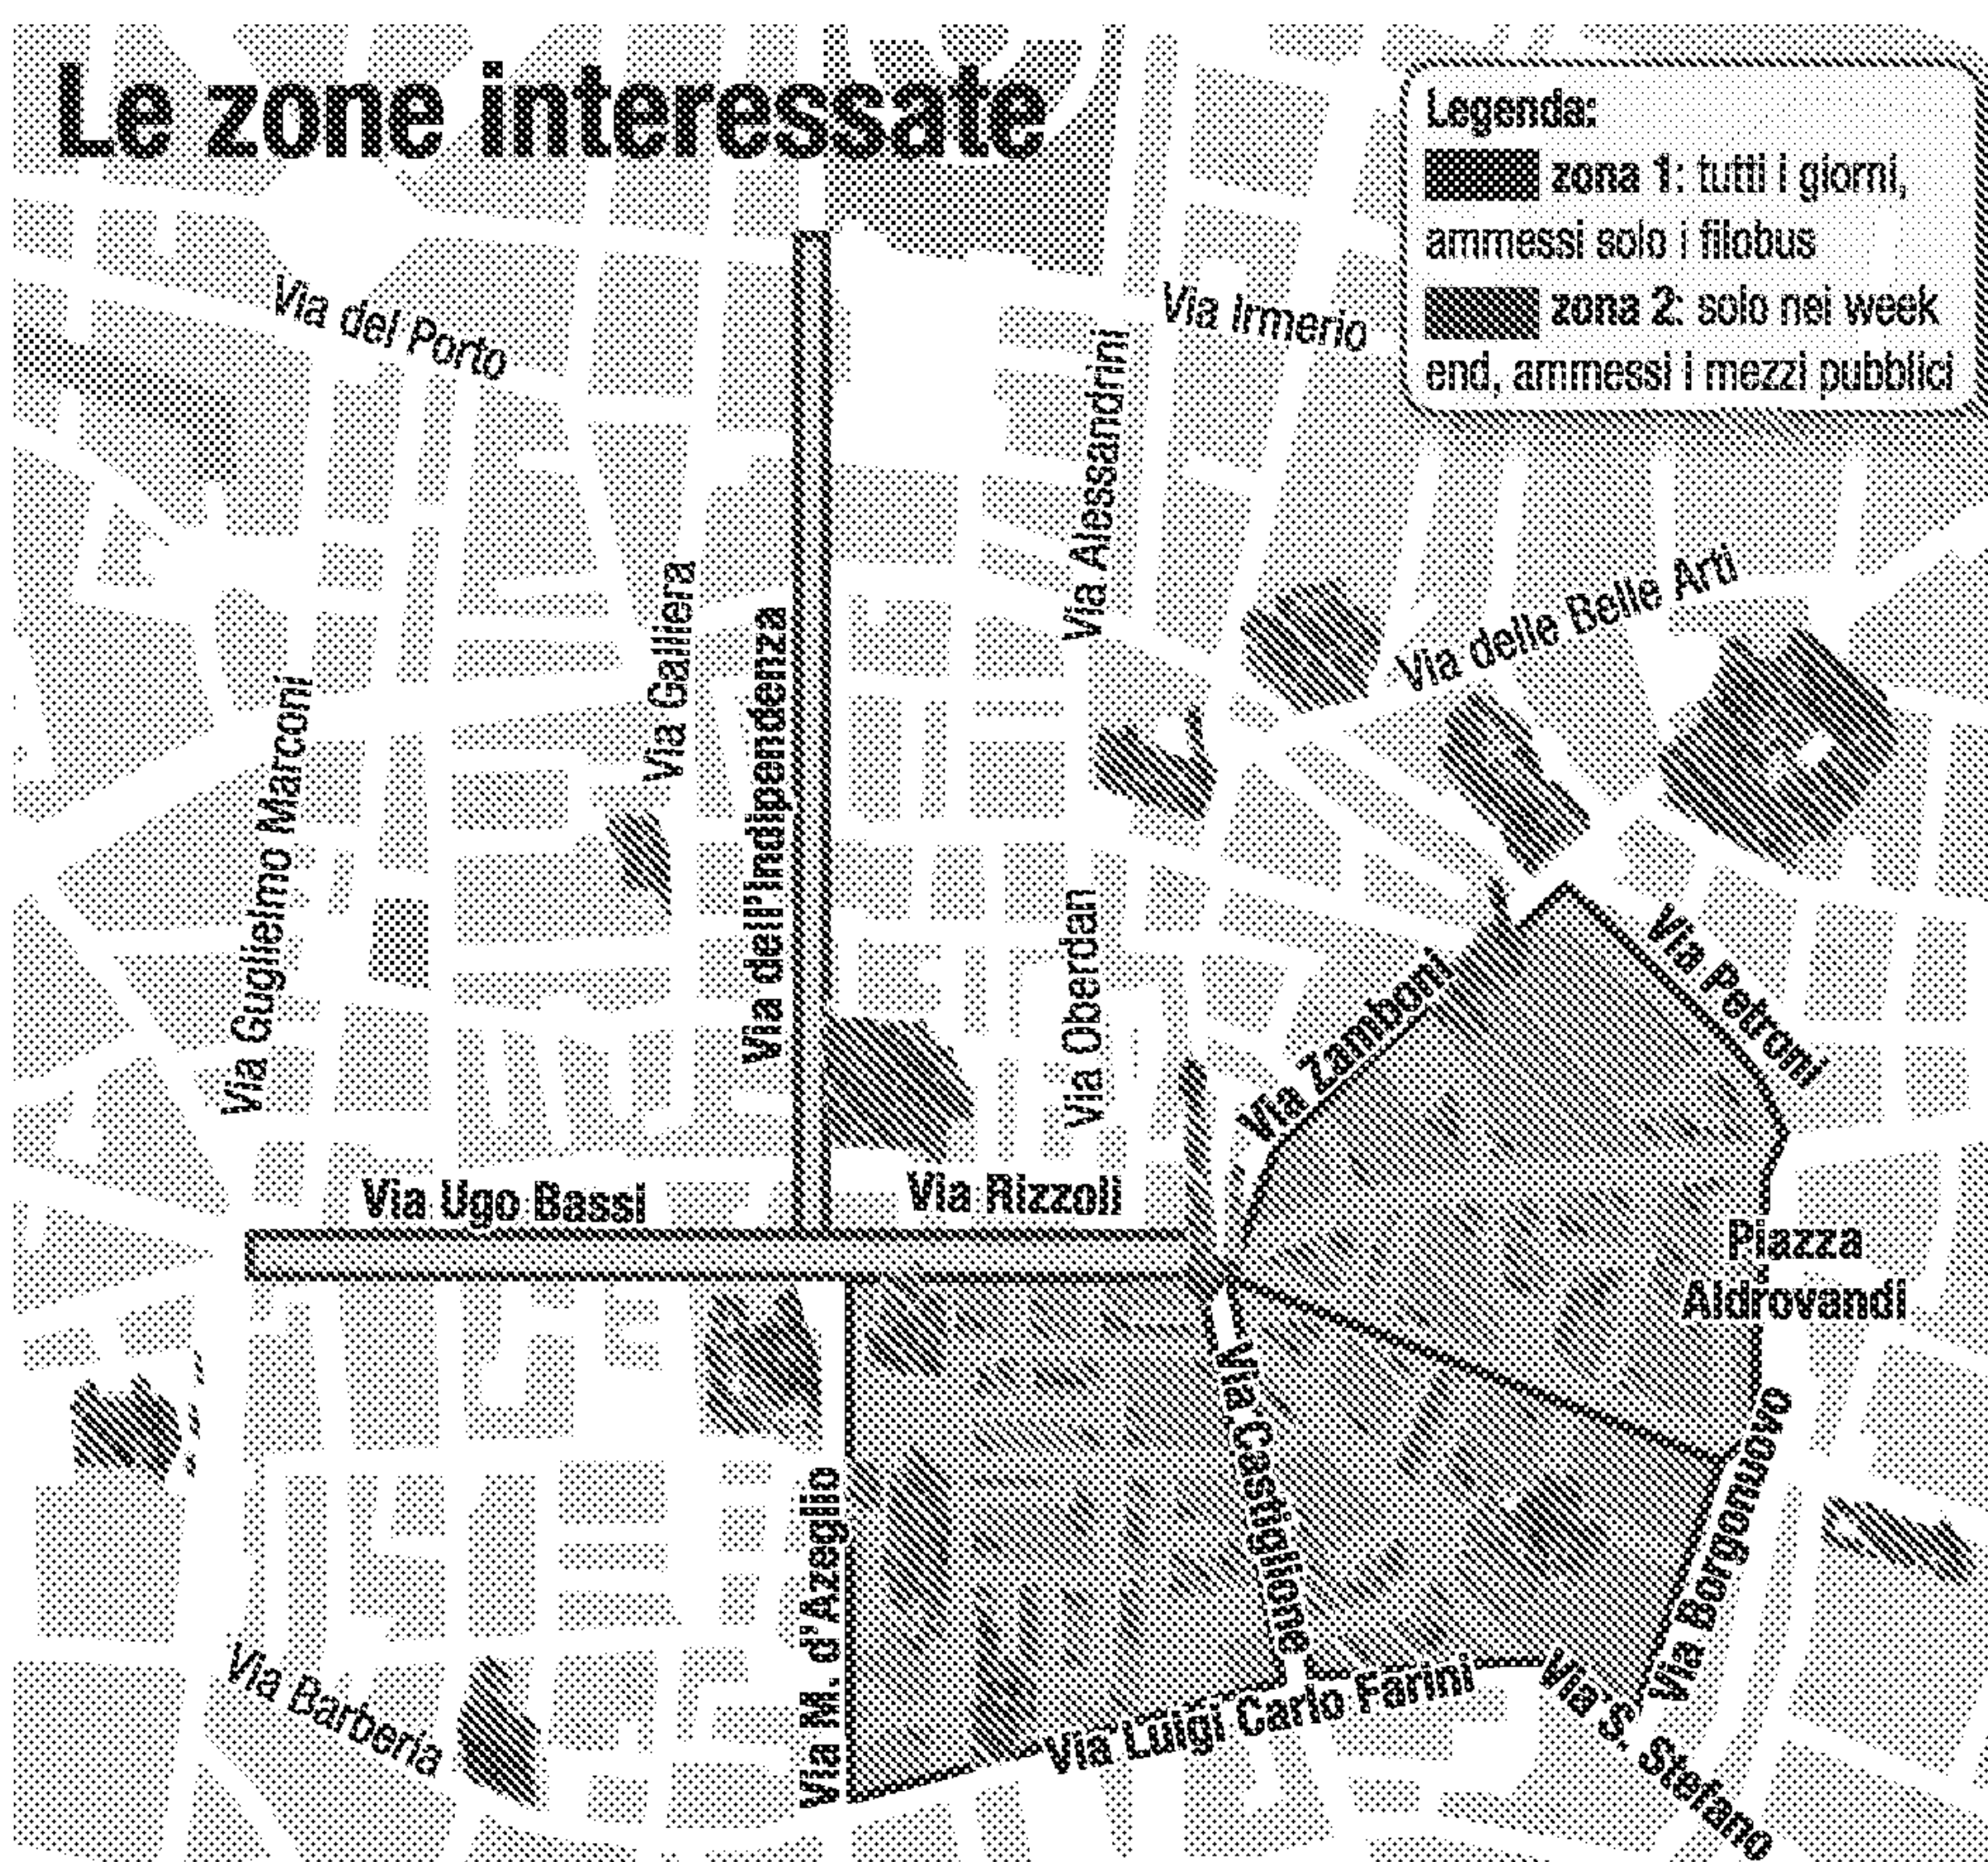 Le zone interessate
Legenda:
zona 1: tutti i giorni,
ammessi solo i filobus
zona 2: solo nei week
end, ammessi i mezzi pubblici
Via del Porto
Via Irmerio
Via Alessandrini
Via delle Belle Arti
Via Galliera
Via dell'Indipendenza
Via Guglielmo Marconi
Via Oberdan
Via Zamboni
Via Petroni
Via Ugo Bassi
Via Rizzoli
Piazza
Aldrovandi
Via Castiglione
Via Borgonuovo
Via M. d'Azeglio
Via Barberia
Via Luigi Carlo Farini
Via S. Stefano